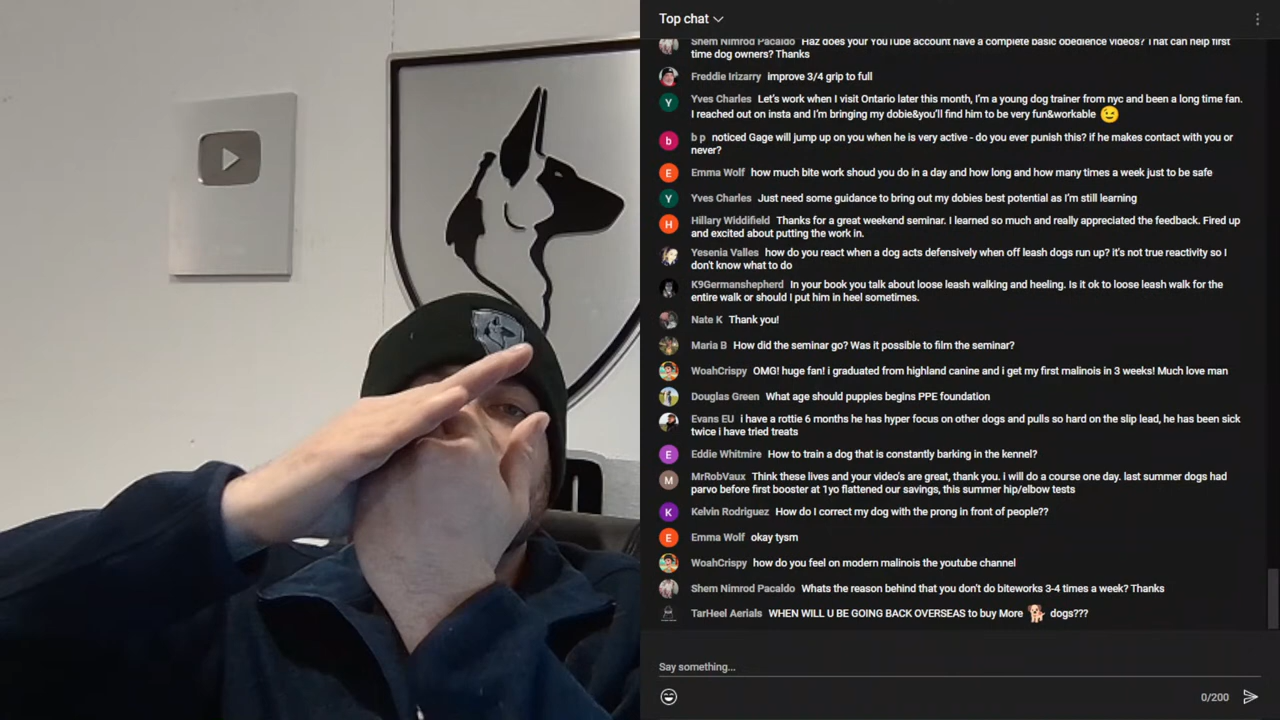 Top chat
Shem Nimrod Pacaldo Haz does your YouTube account have a complete basic obedience videos? That can help first
time dog owners? Thanks
Freddie Irizarry improve 3/4 grip to full
Y
Yves Charles Let's work when I visit Ontario later this month, I'm a young dog trainer from nyc and been a long time fan.
I reached out on insta and I'm bringing my dobie&you'll find him to be very fun&workable 😉
b
b p noticed Gage will jump up on you when he is very active - do you ever punish this? if he makes contact with you or
never?
E
Emma Wolf how much bite work shoud you do in a day and how long and how many times a week just to be safe
Y
Yves Charles Just need some guidance to bring out my dobies best potential as I'm still learning
H
Hillary Widdifield Thanks for a great weekend seminar. I learned so much and really appreciated the feedback. Fired up
and excited about putting the work in.
Yesenia Valles how do you react when a dog acts defensively when off leash dogs run up? it's not true reactivity so I
don't know what to do
K9Germanshepherd In your book you talk about loose leash walking and heeling. Is it ok to loose leash walk for the
entire walk or should I put him in heel sometimes.
Nate K Thank you!
Maria B How did the seminar go? Was it possible to film the seminar?
WoahCrispy OMG! huge fan! i graduated from highland canine and i get my first malinois in 3 weeks! Much love man
Douglas Green What age should puppies begins PPE foundation
Evans EU i have a rottie 6 months he has hyper focus on other dogs and pulls so hard on the slip lead, he has been sick
twice i have tried treats
E
Eddie Whitmire How to train a dog that is constantly barking in the kennel?
M
MrRobVaux Think these lives and your video's are great, thank you. i will do a course one day. last summer dogs had
parvo before first booster at 1yo flattened our savings, this summer hip/elbow tests
K
Kelvin Rodriguez How do I correct my dog with the prong in front of people??
E
Emma Wolf okay tysm
WoahCrispy how do you feel on modern malinois the youtube channel
Shem Nimrod Pacaldo Whats the reason behind that you don't do biteworks 3-4 times a week? Thanks
TarHeel Aerials WHEN WILL U BE GOING BACK OVERSEAS to buy More 🐕 dogs???
Say something...
0/200